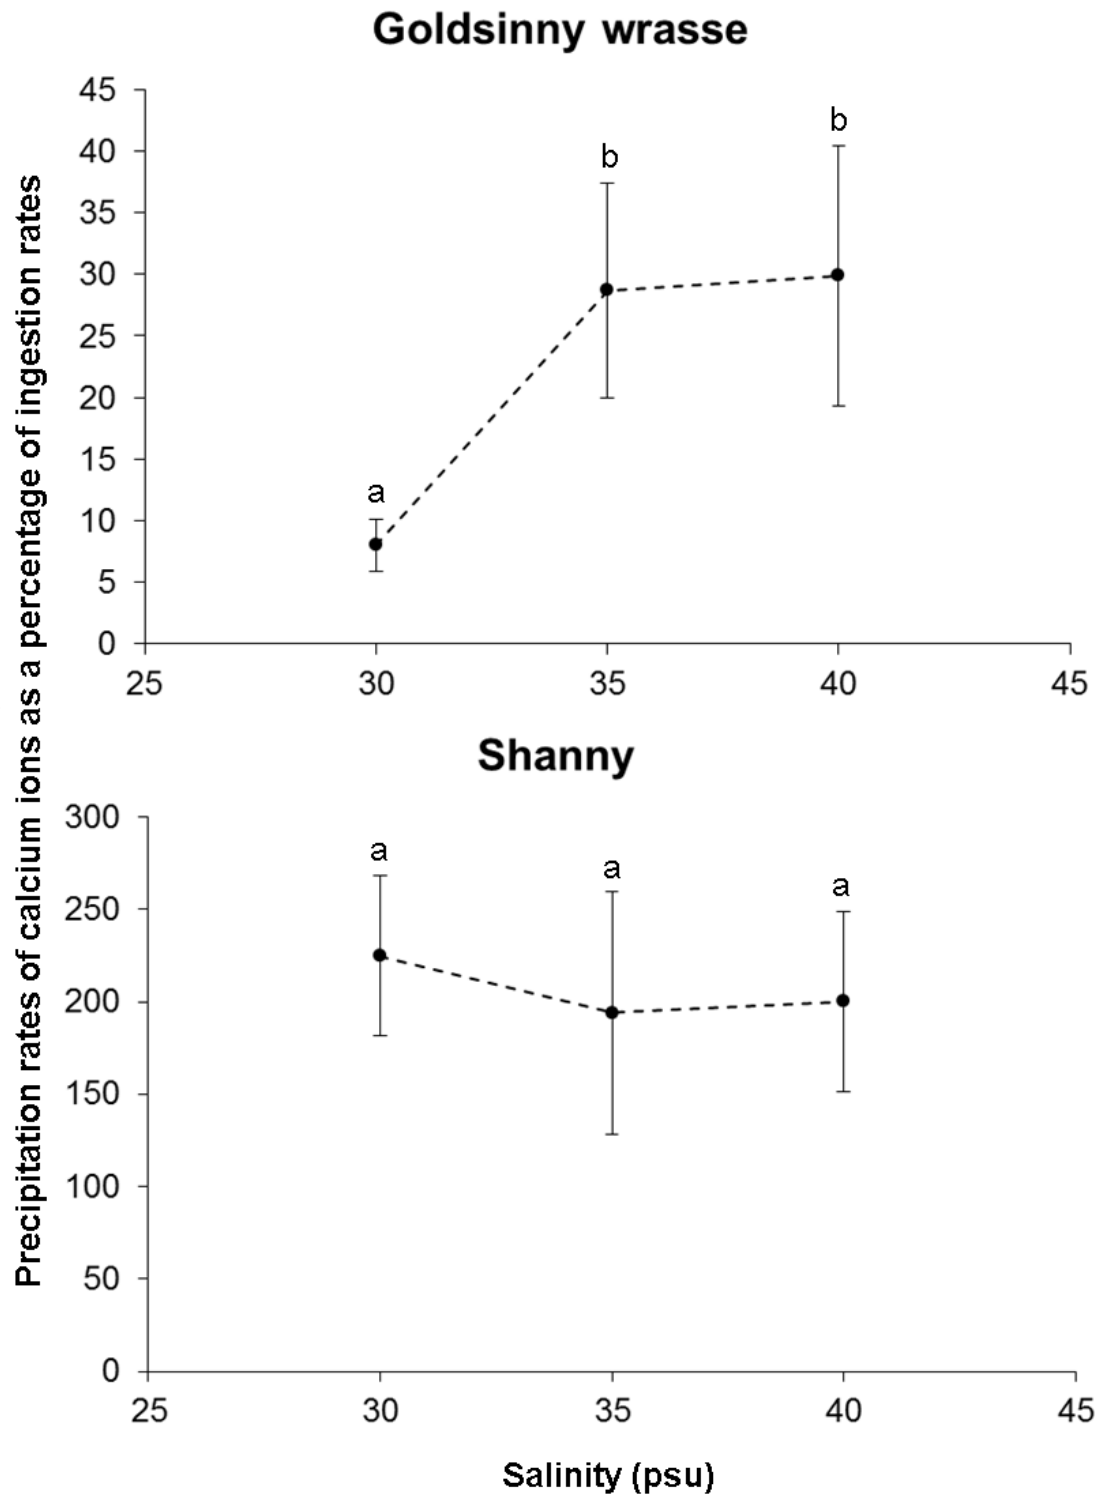 Goldsinny wrasse
Precipitation rates of calcium ions as a percentage of ingestion rates
45
40
35
30
25
20
15
10
5
0
a
b
b
25 30 35 40 45
Shanny
300
250
200
150
100
50
0
a
a
a
25 30 35 40 45
Salinity (psu)